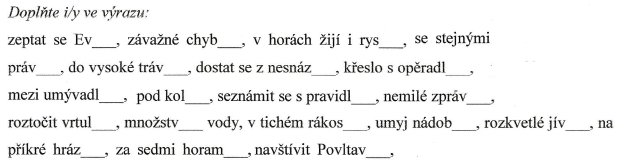 Doplňte i/y ve výrazu:
zeptat se Ev___, závažné chyb___, v horách žijí i rys___, se stejnými
práv___, do vysoké tráv___, dostat se z nesnáz___, křeslo s opěradl___,
mezi umývadl___, pod kol___, seznámit se s pravidl___, nemilé zpráv___,
roztočit vrtul___, množstv___ vody, v tichém rákos___, umyj nádob___, rozkvetlé jív___, na
příkré hráz___, za sedmi horam___, navštívit Povltav___,